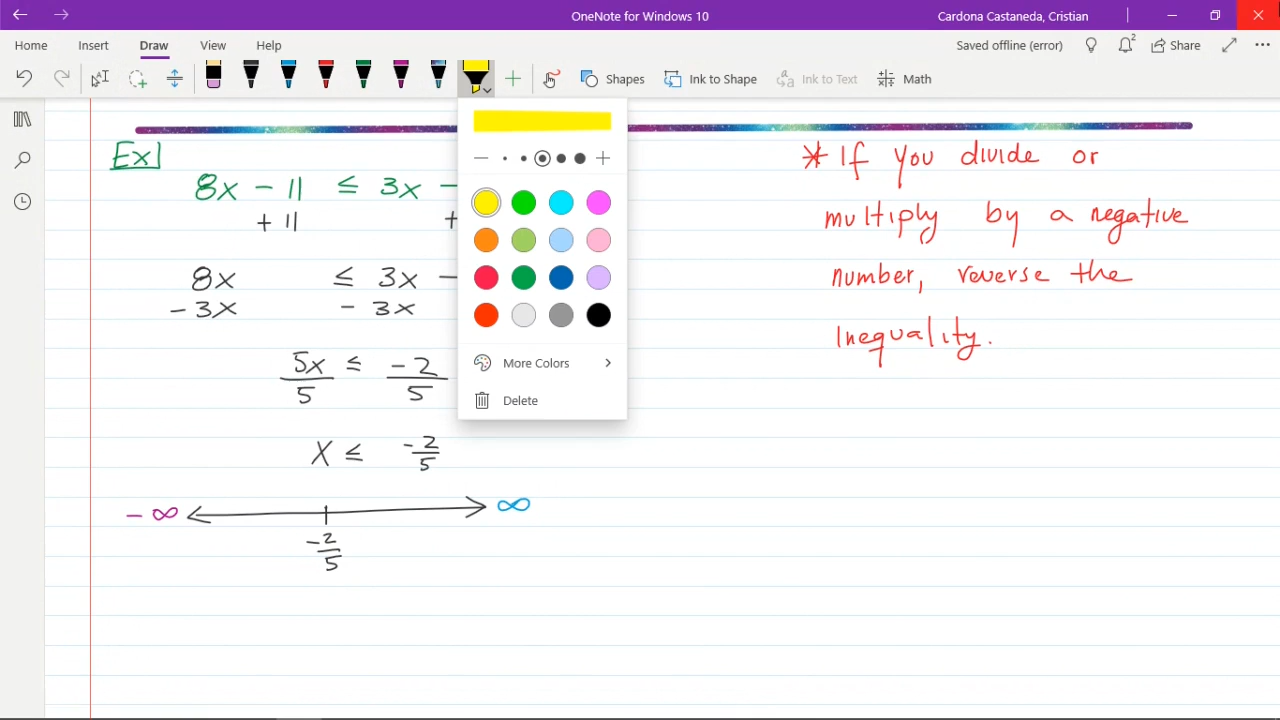 OneNote for Windows 10
Cardona Castaneda, Cristian
Home Insert Draw View Help
Saved offline (error)
Share
Shapes
Ink to Shape
Ink to Text
Math
Ex]
8x - 11 ≤ 3x -
+ 11 +
8x ≤ 3x -
- 3x - 3x
5x ≤ -2
5 5
x ≤ -2
5
- ∞ ∞
-2
5
More Colors
Delete
* If you divide or
multiply by a negative
number, reverse the
Inequality.